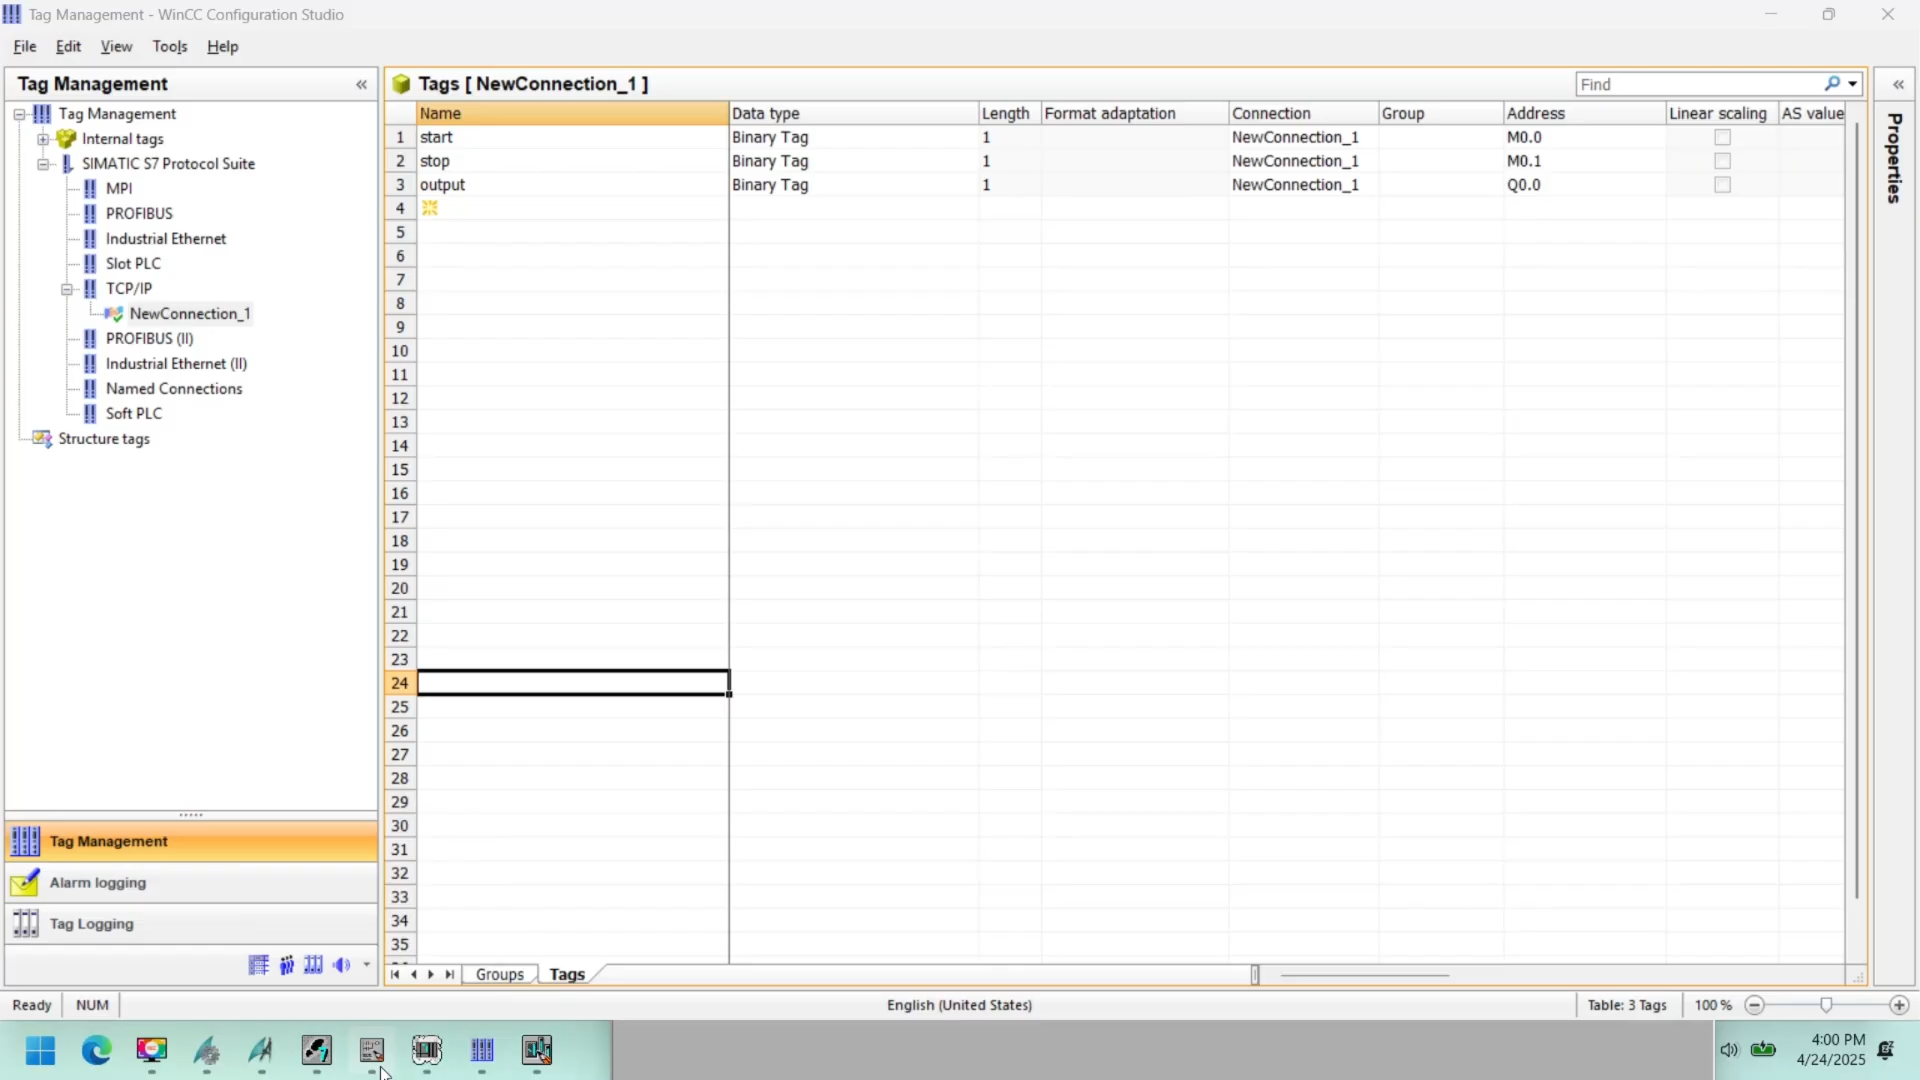 Tag Management - WinCC Configuration Studio
File Edit View Tools Help
Tag Management «
Tags [ NewConnection_1 ]
Find
«
Tag Management
Internal tags
SIMATIC S7 Protocol Suite
MPI
PROFIBUS
Industrial Ethernet
Slot PLC
TCP/IP
NewConnection_1
PROFIBUS (II)
Industrial Ethernet (II)
Named Connections
Soft PLC
Structure tags
Name Data type Length Format adaptation Connection Group Address Linear scaling AS value
1 start Binary Tag 1 NewConnection_1 M0.0
2 stop Binary Tag 1 NewConnection_1 M0.1
3 output Binary Tag 1 NewConnection_1 Q0.0
4
5
6
7
8
9
10
11
12
13
14
15
16
17
18
19
20
21
22
23
24
25
26
27
28
29
30
31
32
33
34
35
Properties
Tag Management
Alarm logging
Tag Logging
Groups Tags
Ready NUM English (United States) Table: 3 Tags 100 %
4:00 PM
4/24/2025